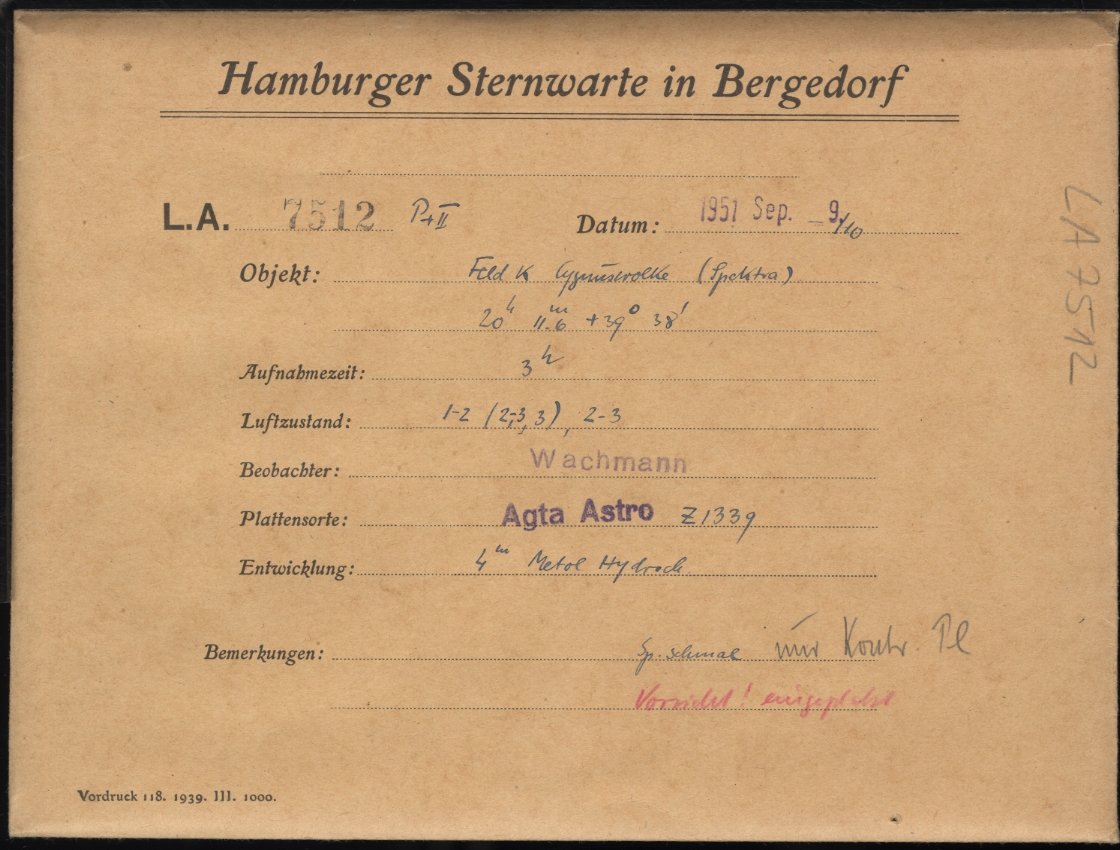 Hamburger Sternwarte in Bergedorf
L.A. 7512 P+II Datum: 1951 Sep. 9/10
Objekt: Feld K Cygnuswolke (Spektra)
20h 11.m6 +39° 38'
Aufnahmezeit: 3h
Luftzustand: 1-2 (2-3, 3), 2-3
Beobachter: Wachmann
Plattensorte: Agfa Astro Z1339
Entwicklung: 4m Metol Hydroch
Bemerkungen: Sp. schmal nur Kontr. Pl
Vorsicht! eingeplatzt
Vordruck 118. 1939. III. 1000.
LA 7512